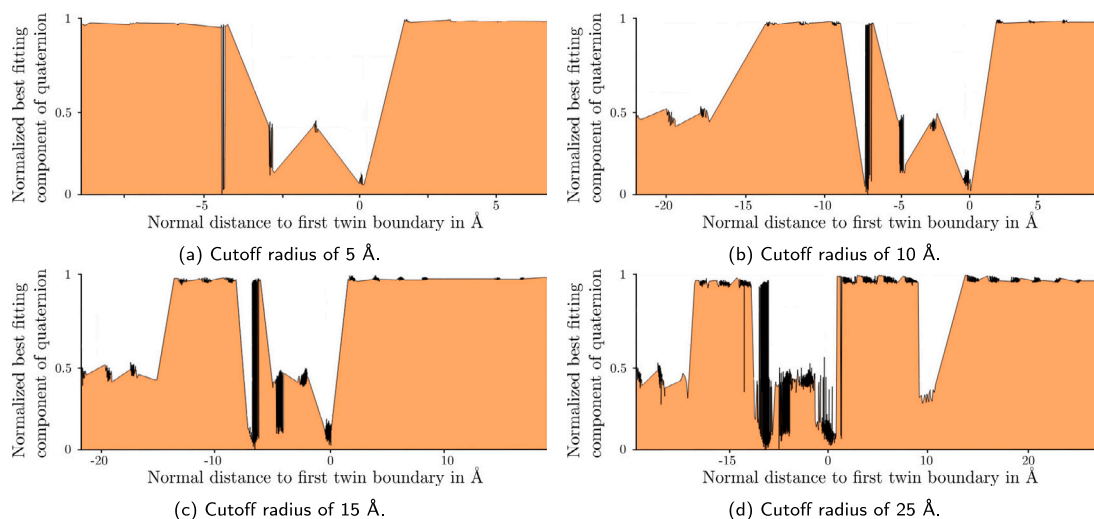 1
0.5
0
-5
0
5
Normalized best fitting
component of quaternion
Normal distance to first twin boundary in Å
(a) Cutoff radius of 5 Å.
1
0.5
0
-20
-15
-10
-5
0
5
Normalized best fitting
component of quaternion
Normal distance to first twin boundary in Å
(b) Cutoff radius of 10 Å.
1
0.5
0
-20
-10
0
10
Normalized best fitting
component of quaternion
Normal distance to first twin boundary in Å
(c) Cutoff radius of 15 Å.
1
0.5
0
-15
0
10
20
Normalized best fitting
component of quaternion
Normal distance to first twin boundary in Å
(d) Cutoff radius of 25 Å.